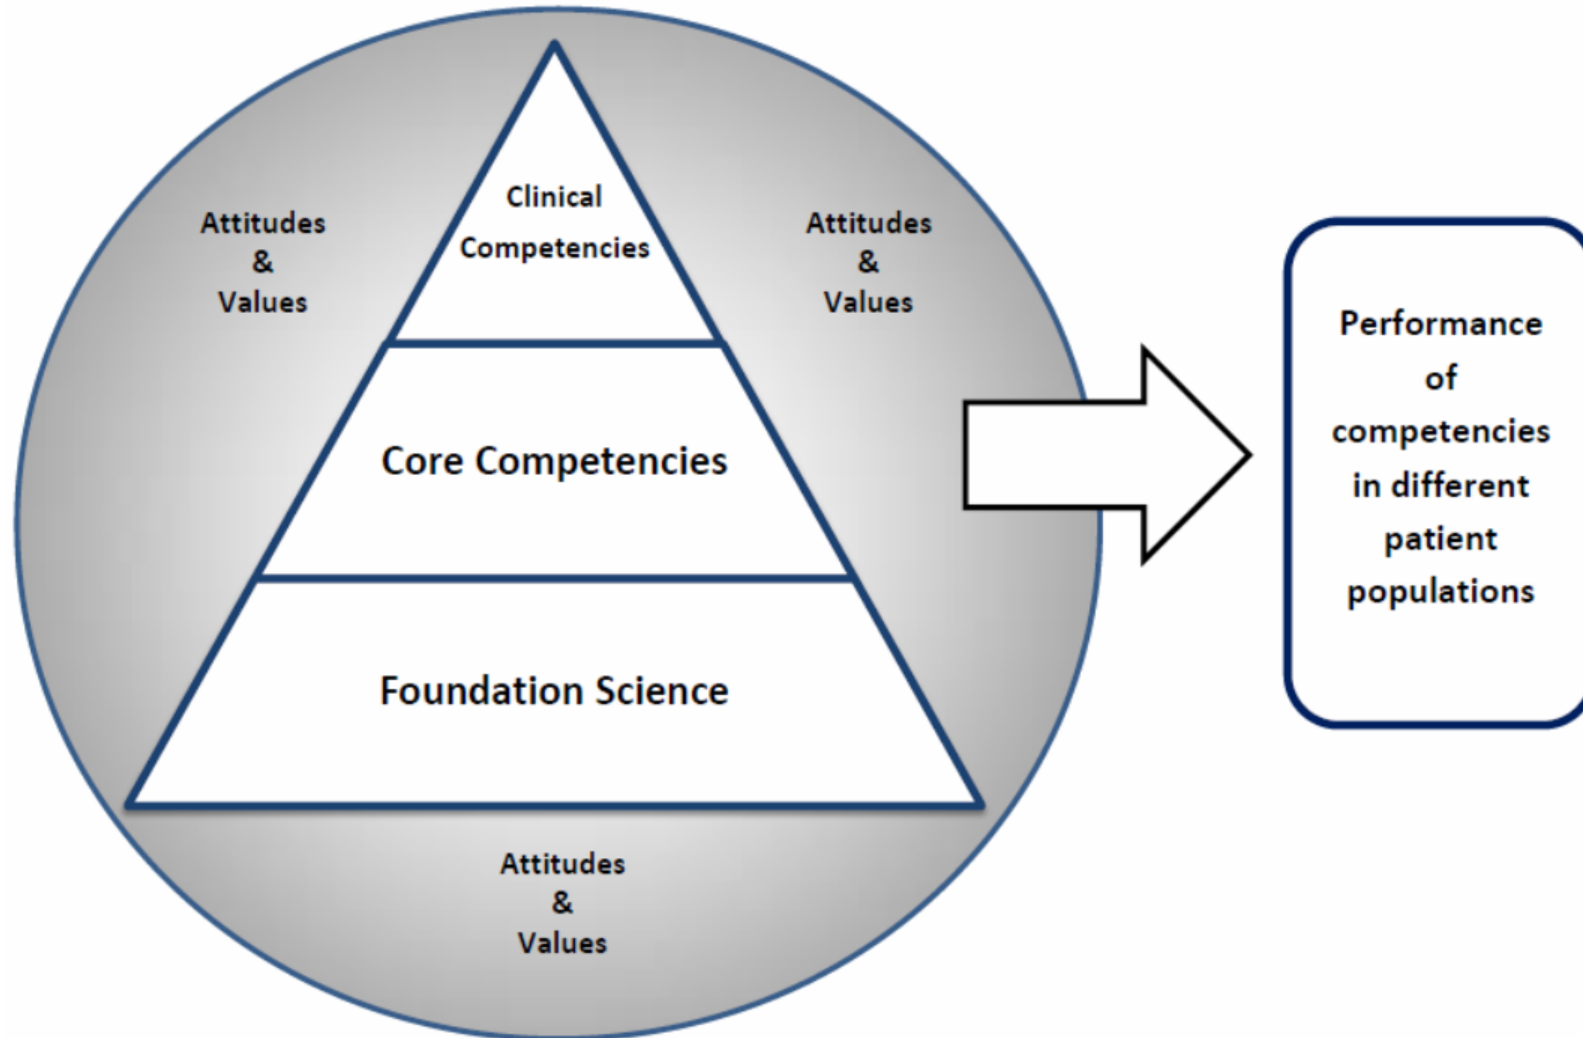 Clinical
Competencies
Attitudes
&
Values
Attitudes
&
Values
Core Competencies
Foundation Science
Attitudes
&
Values
Performance
of
competencies
in different
patient
populations